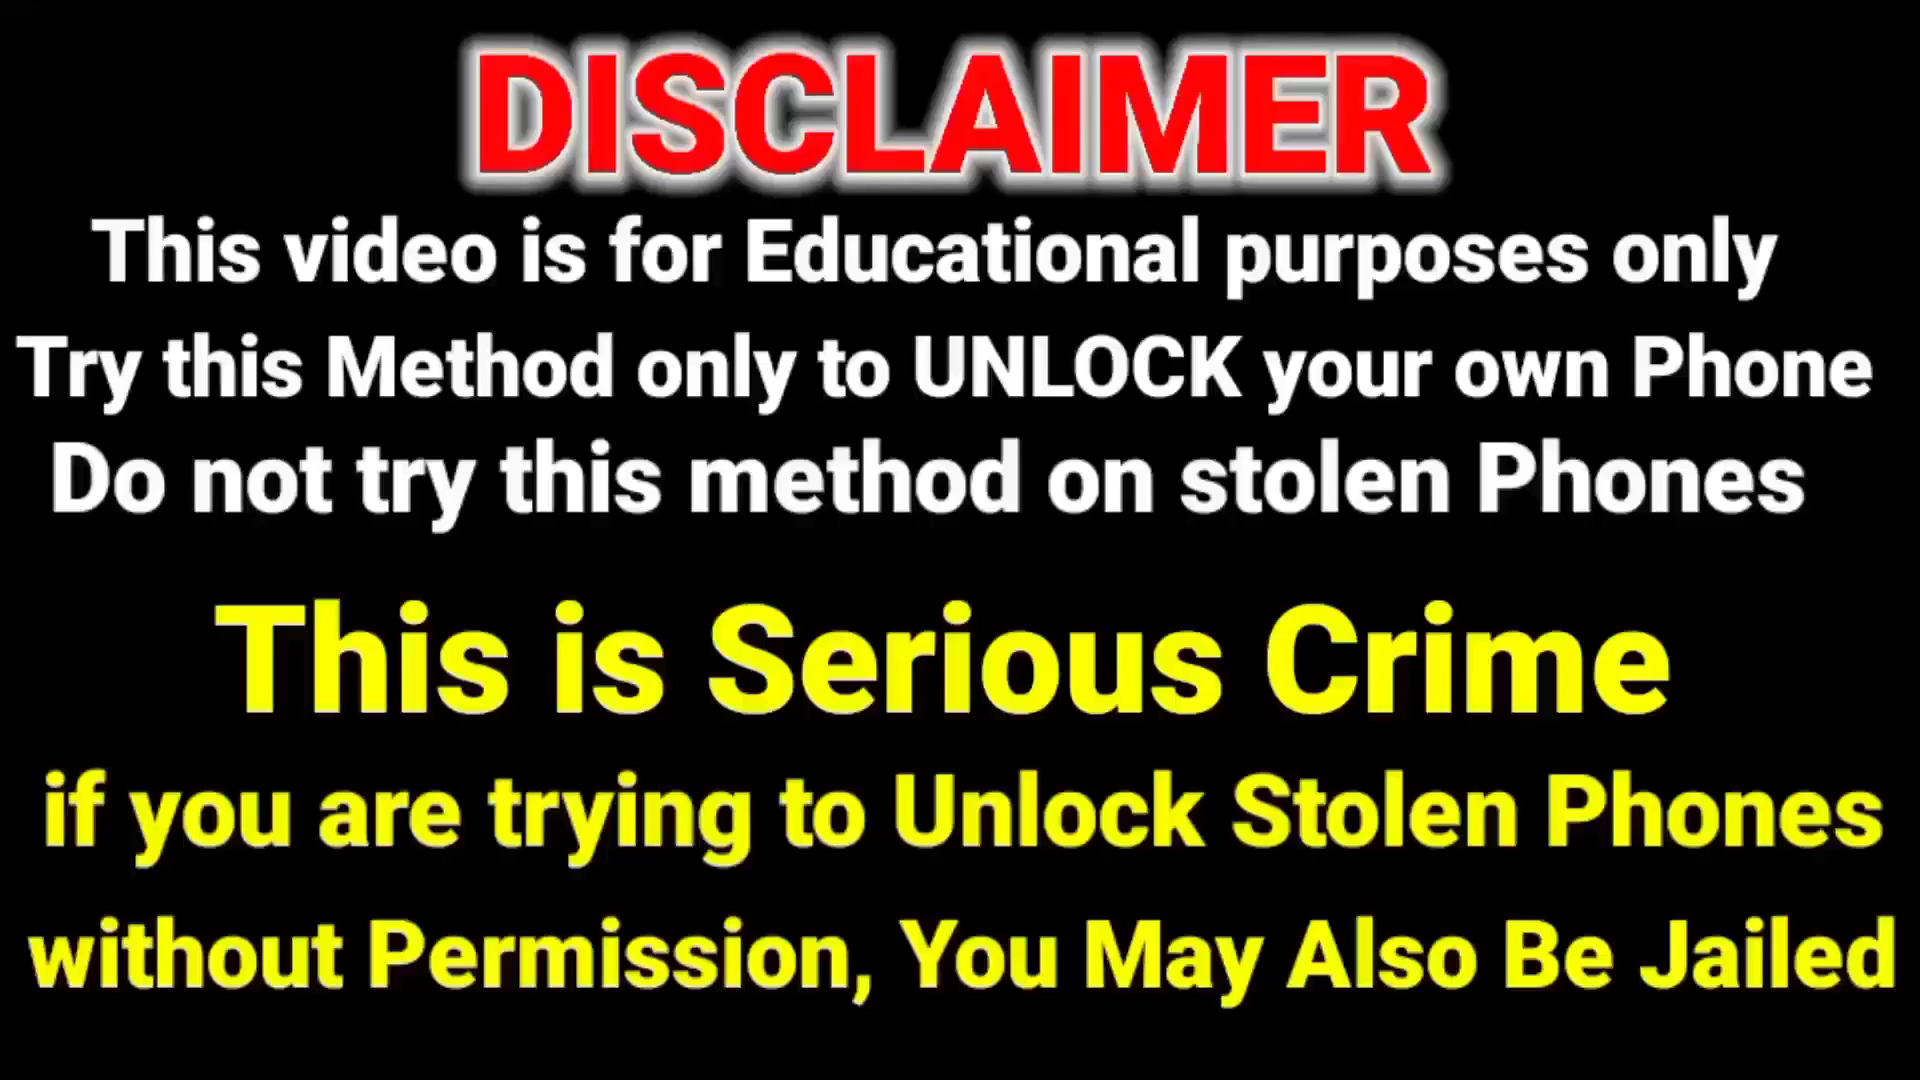 DISCLAIMER
This video is for Educational purposes only
Try this Method only to UNLOCK your own Phone
Do not try this method on stolen Phones
This is Serious Crime
if you are trying to Unlock Stolen Phones
without Permission, You May Also Be Jailed